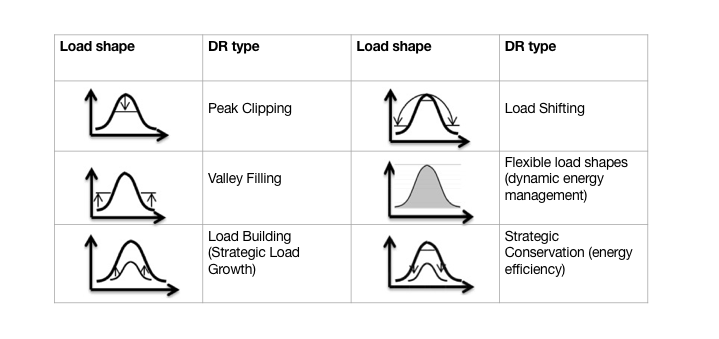 Load shape
DR type
Load shape
DR type
Peak Clipping
Load Shifting
Valley Filling
Flexible load shapes
(dynamic energy
management)
Load Building
(Strategic Load
Growth)
Strategic
Conservation (energy
efficiency)